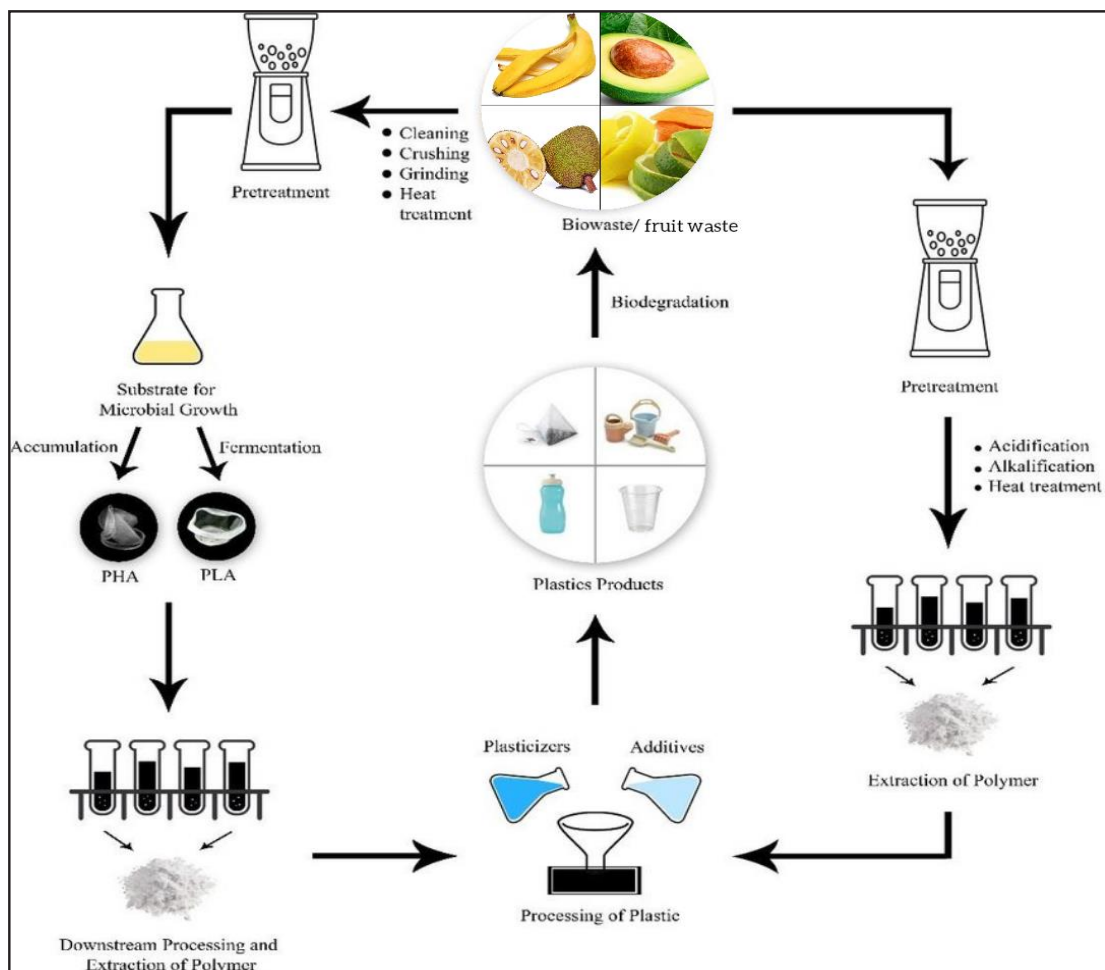 Cleaning
Crushing
Grinding
Heat
treatment
Pretreatment
Biowaste/ fruit waste
Biodegradation
Pretreatment
Substrate for
Microbial Growth
Accumulation
Fermentation
PHA
PLA
Plastics Products
Acidification
Alkalification
Heat treatment
Plasticizers
Additives
Extraction of Polymer
Processing of Plastic
Downstream Processing and
Extraction of Polymer